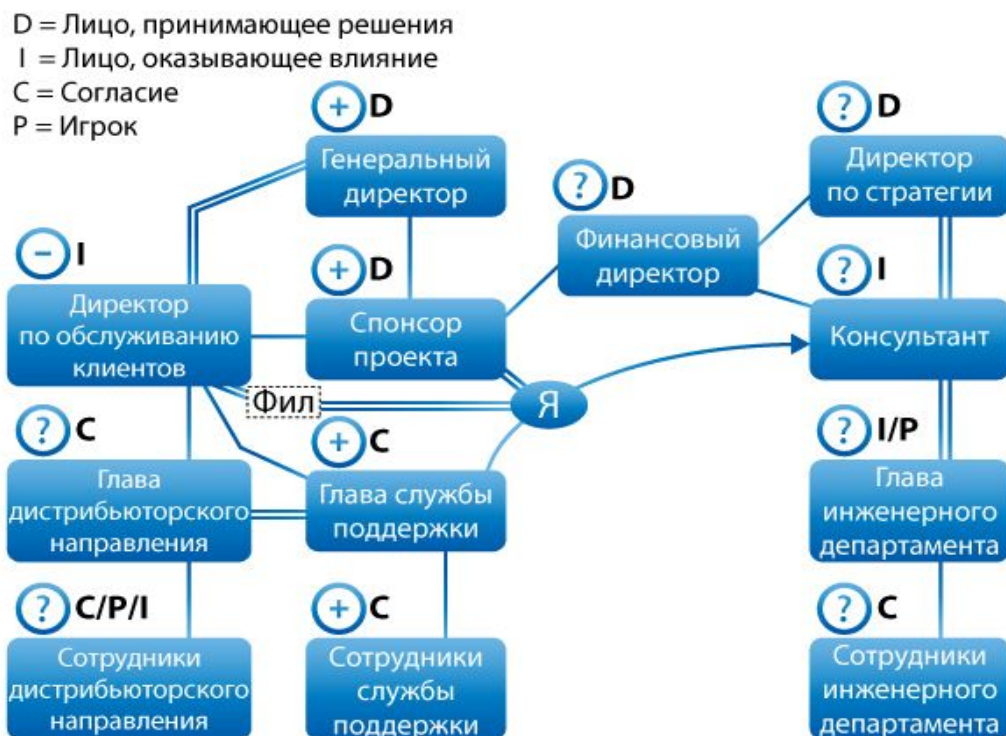 D = Лицо, принимающее решения
I = Лицо, оказывающее влияние
C = Согласие
P = Игрок
+ D
Генеральный
директор
? D
Директор
по стратегии
? D
Финансовый
директор
− I
Директор
по обслуживанию
клиентов
+ D
Спонсор
проекта
? I
Консультант
Фил
Я
? C
Глава
дистрибьюторского
направления
+ C
Глава службы
поддержки
? I/P
Глава
инженерного
департамента
? C/P/I
Сотрудники
дистрибьюторского
направления
+ C
Сотрудники
службы
поддержки
? C
Сотрудники
инженерного
департамента